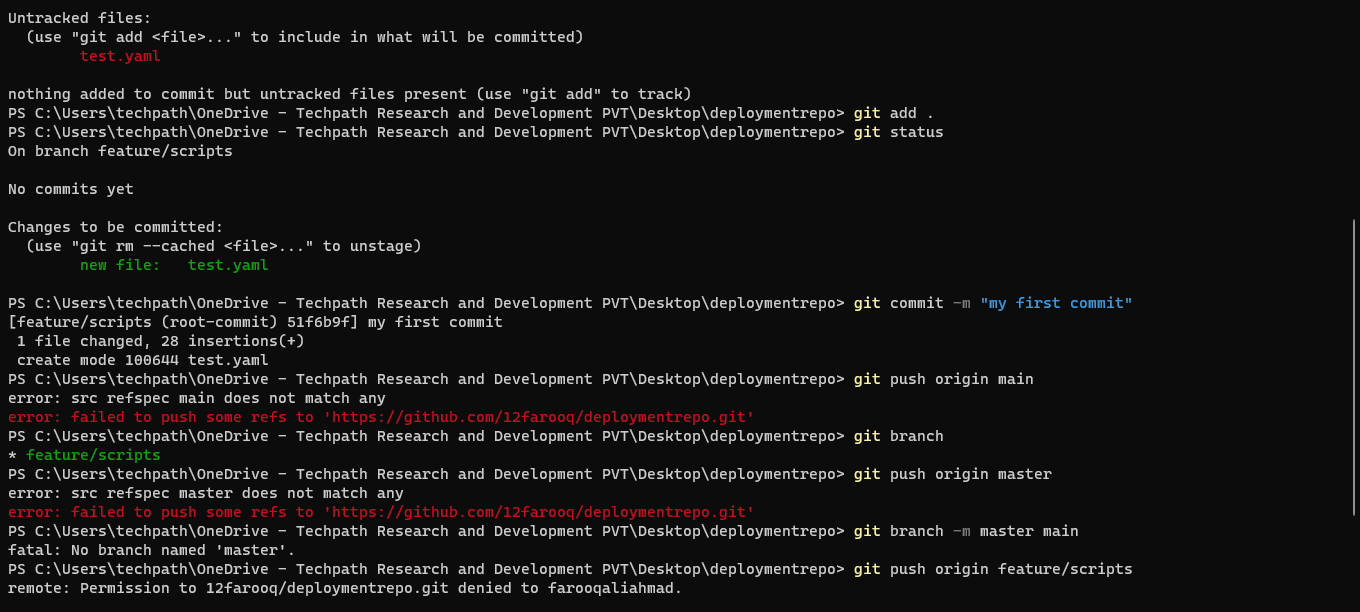 Untracked files:
  (use "git add <file>..." to include in what will be committed)
        test.yaml

nothing added to commit but untracked files present (use "git add" to track)
PS C:\Users\techpath\OneDrive - Techpath Research and Development PVT\Desktop\deploymentrepo> git add .
PS C:\Users\techpath\OneDrive - Techpath Research and Development PVT\Desktop\deploymentrepo> git status
On branch feature/scripts

No commits yet

Changes to be committed:
  (use "git rm --cached <file>..." to unstage)
        new file:   test.yaml

PS C:\Users\techpath\OneDrive - Techpath Research and Development PVT\Desktop\deploymentrepo> git commit -m "my first commit"
[feature/scripts (root-commit) 51f6b9f] my first commit
 1 file changed, 28 insertions(+)
 create mode 100644 test.yaml
PS C:\Users\techpath\OneDrive - Techpath Research and Development PVT\Desktop\deploymentrepo> git push origin main
error: src refspec main does not match any
error: failed to push some refs to 'https://github.com/12farooq/deploymentrepo.git'
PS C:\Users\techpath\OneDrive - Techpath Research and Development PVT\Desktop\deploymentrepo> git branch
* feature/scripts
PS C:\Users\techpath\OneDrive - Techpath Research and Development PVT\Desktop\deploymentrepo> git push origin master
error: src refspec master does not match any
error: failed to push some refs to 'https://github.com/12farooq/deploymentrepo.git'
PS C:\Users\techpath\OneDrive - Techpath Research and Development PVT\Desktop\deploymentrepo> git branch -m master main
fatal: No branch named 'master'.
PS C:\Users\techpath\OneDrive - Techpath Research and Development PVT\Desktop\deploymentrepo> git push origin feature/scripts
remote: Permission to 12farooq/deploymentrepo.git denied to farooqaliahmad.